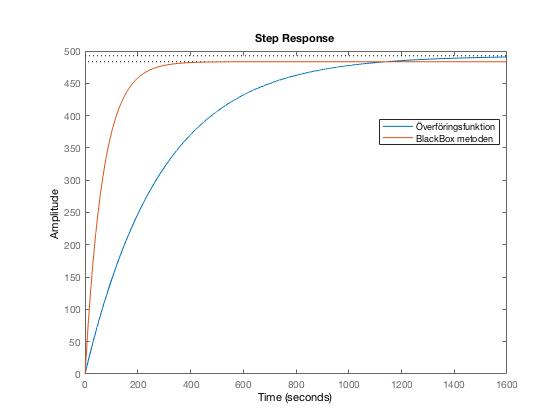 Step Response
500
450
400
350
300
250
200
150
100
50
0
Amplitude
Överföringsfunktion
BlackBox metoden
0 200 400 600 800 1000 1200 1400 1600
Time (seconds)